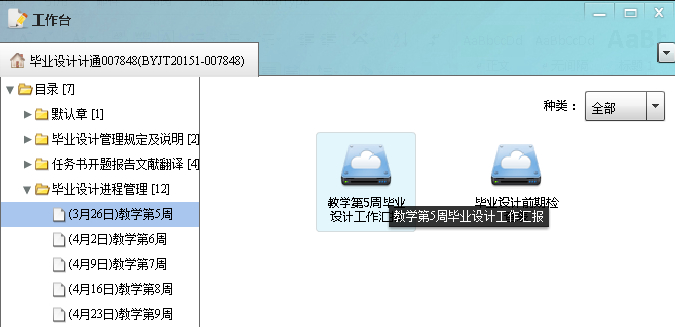 工作台
毕业设计计通007848(BYJT20151-007848)
目录 [7]
默认章 [1]
毕业设计管理规定及说明 [2]
任务书开题报告文献翻译 [4]
毕业设计进程管理 [12]
(3月26日)教学第5周
(4月2日)教学第6周
(4月9日)教学第7周
(4月16日)教学第8周
(4月23日)教学第9周
种类： 全部
教学第5周毕业
设计工作汇
毕业设计前期检
教学第5周毕业设计工作汇报